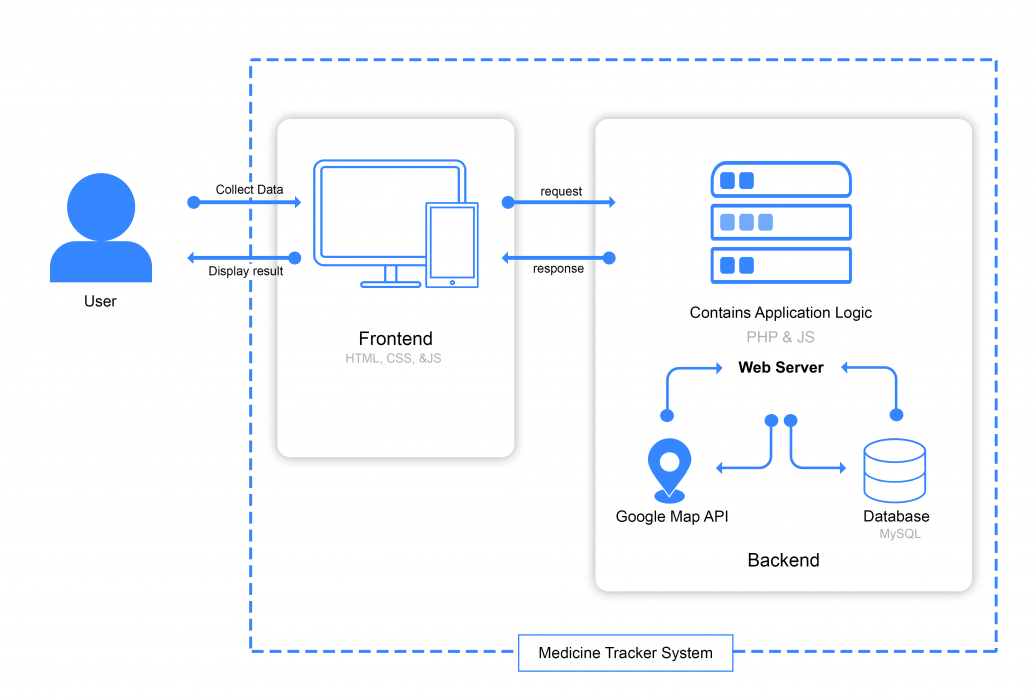 Collect Data
Display result
User
Frontend
HTML, CSS, &JS
request
response
Contains Application Logic
PHP & JS
Web Server
Google Map API
Database
MySQL
Backend
Medicine Tracker System